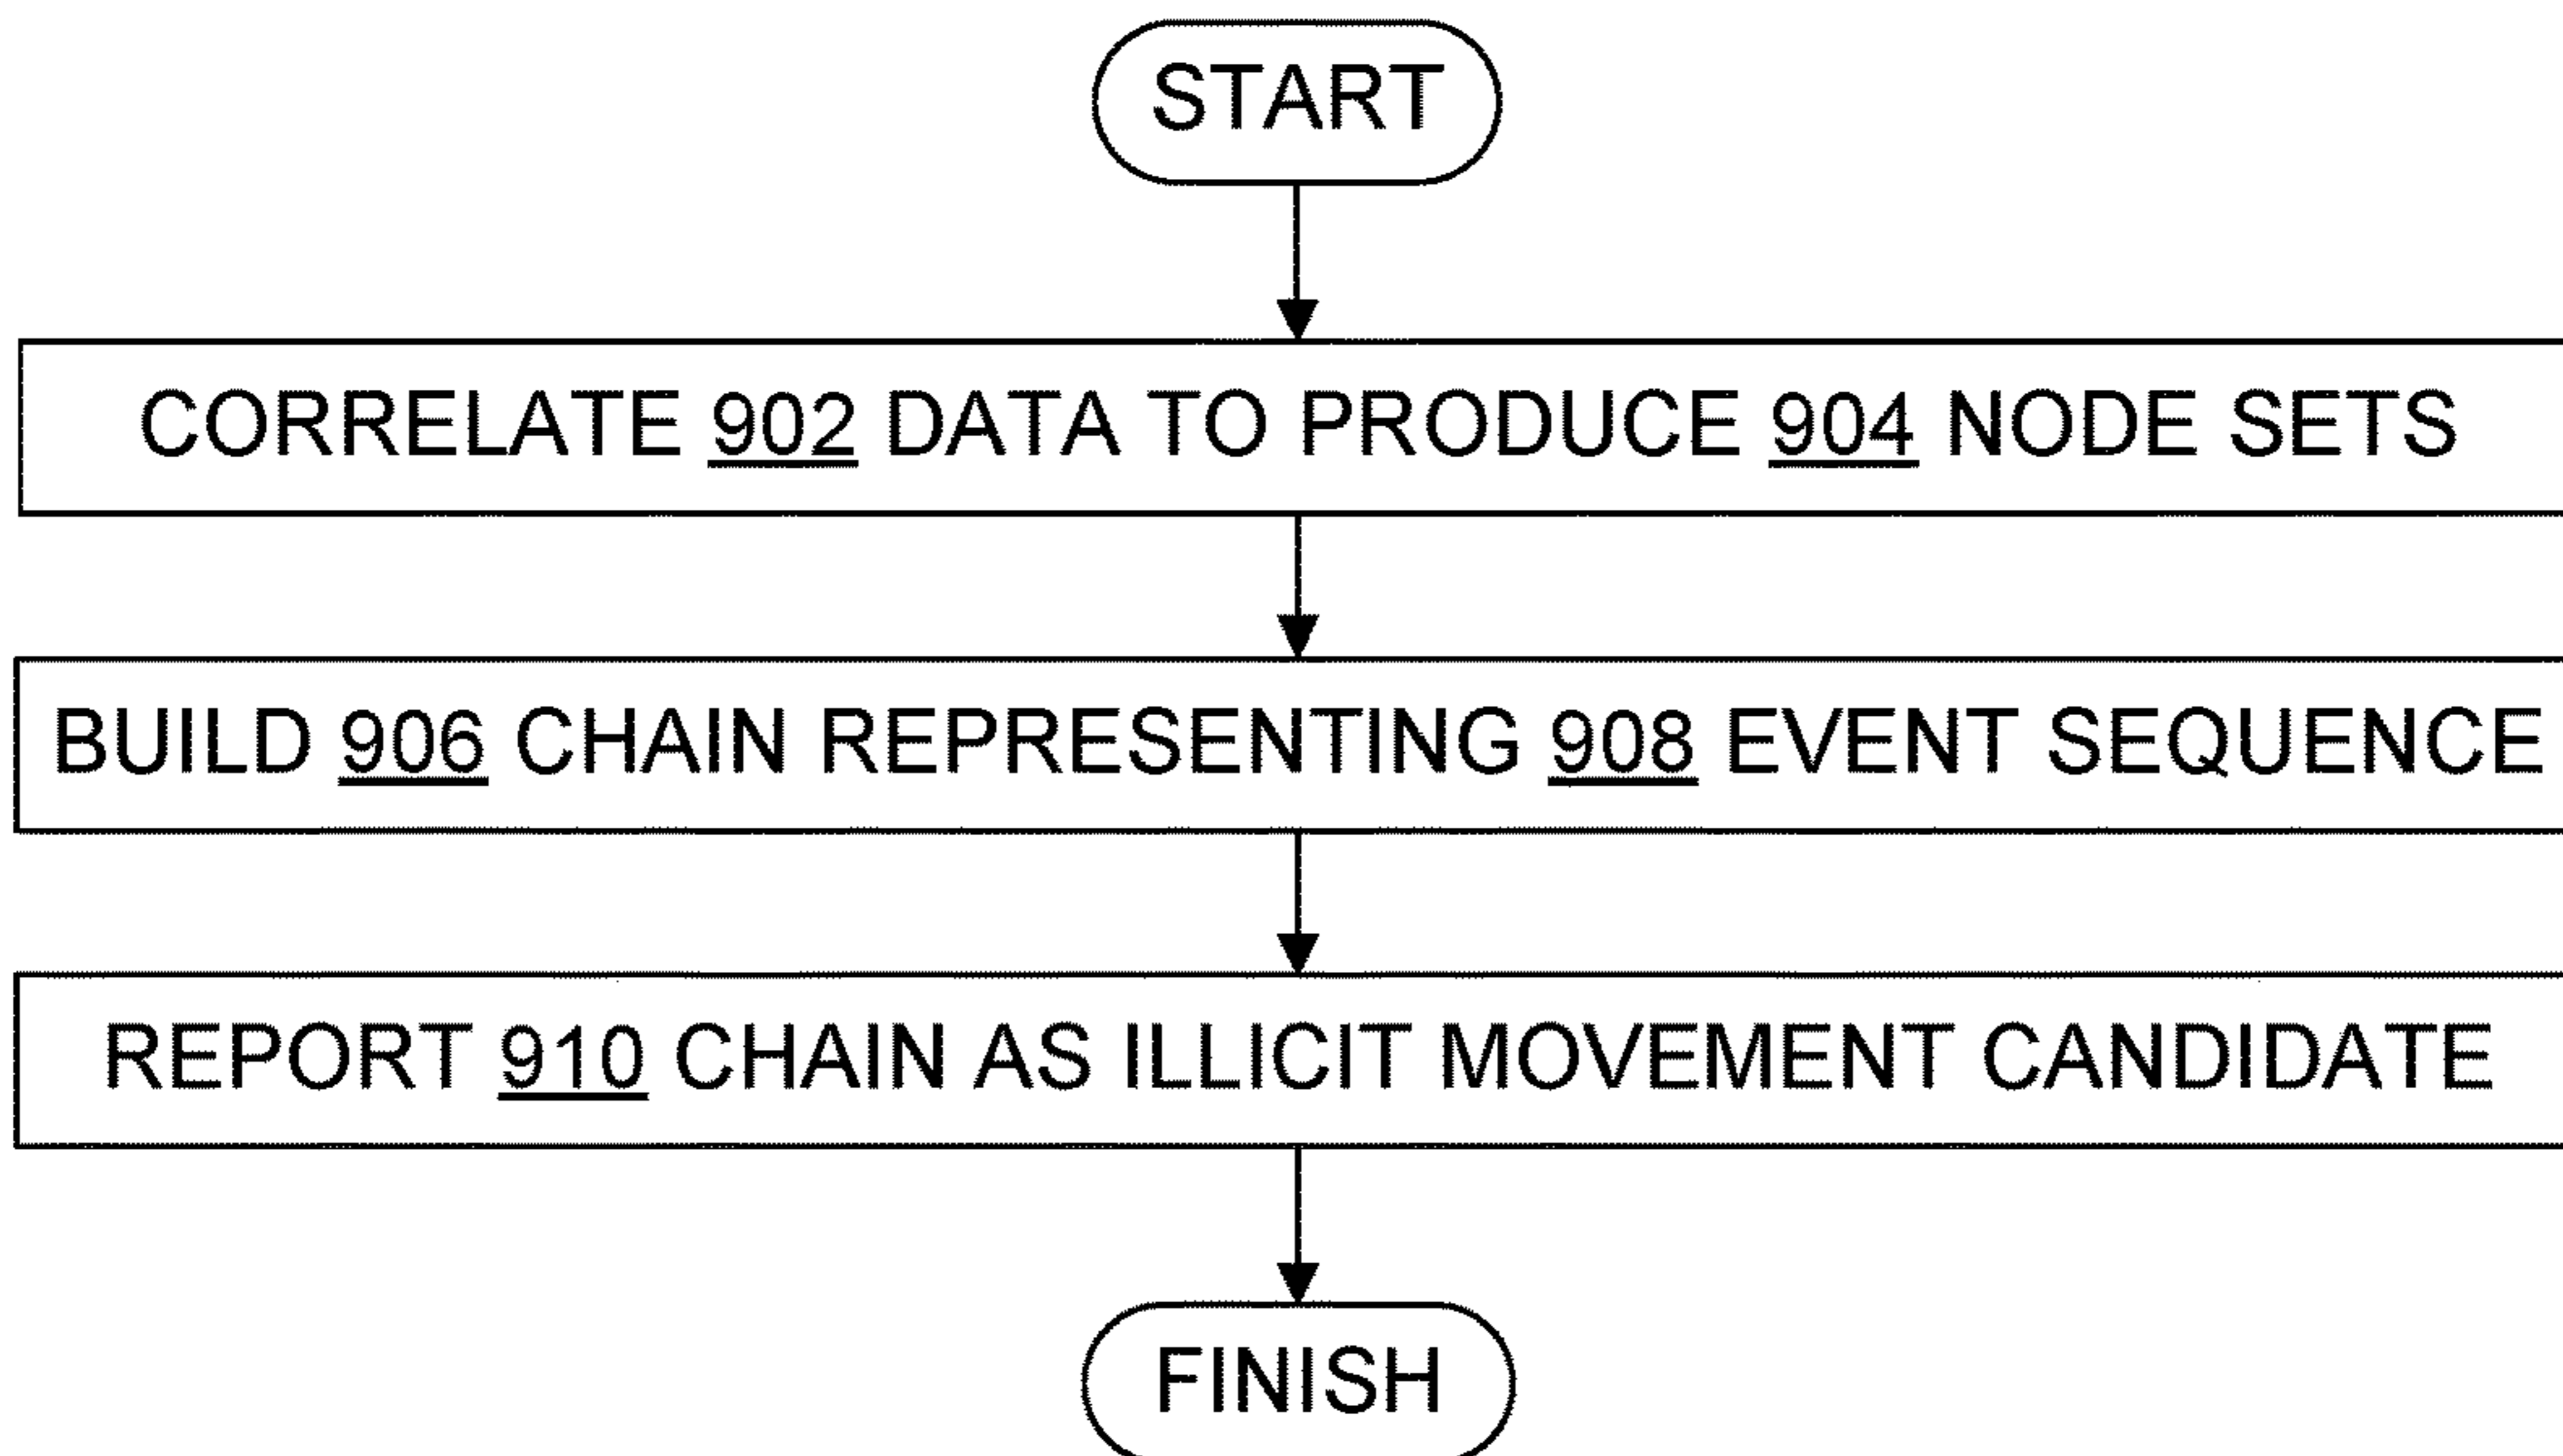 START
CORRELATE 902 DATA TO PRODUCE 904 NODE SETS
BUILD 906 CHAIN REPRESENTING 908 EVENT SEQUENCE
REPORT 910 CHAIN AS ILLICIT MOVEMENT CANDIDATE
FINISH